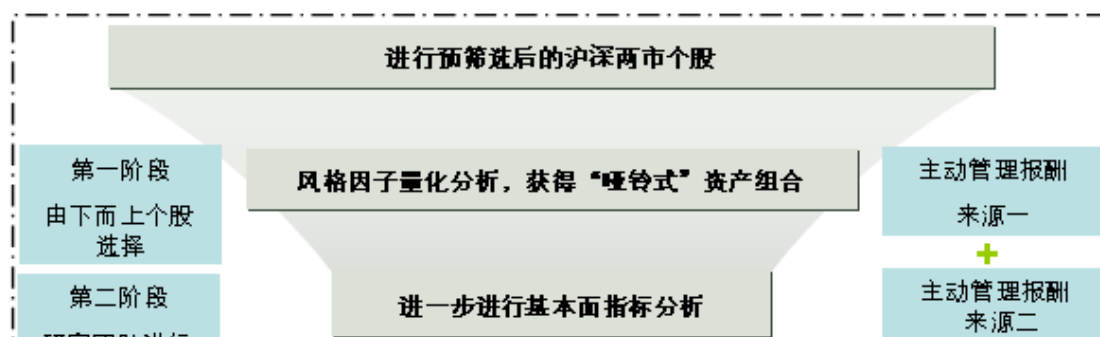 进行预筛选后的沪深两市个股
第一阶段
由下而上个股
选择
风格因子量化分析，获得“哑铃式”资产组合
主动管理报酬
来源一
+
第二阶段
进一步进行基本面指标分析
主动管理报酬
来源二